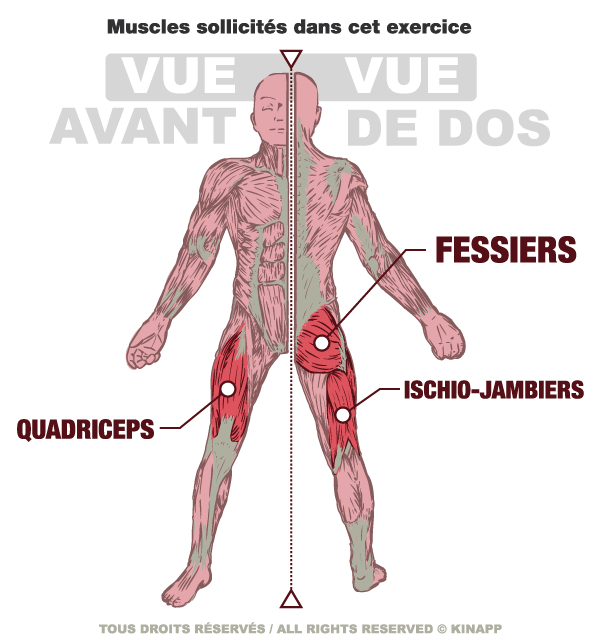 Muscles sollicités dans cet exercice
VUE VUE
AVANT DE DOS
FESSIERS
ISCHIO-JAMBIERS
QUADRICEPS
TOUS DROITS RÉSERVÉS / ALL RIGHTS RESERVED © KINAPP